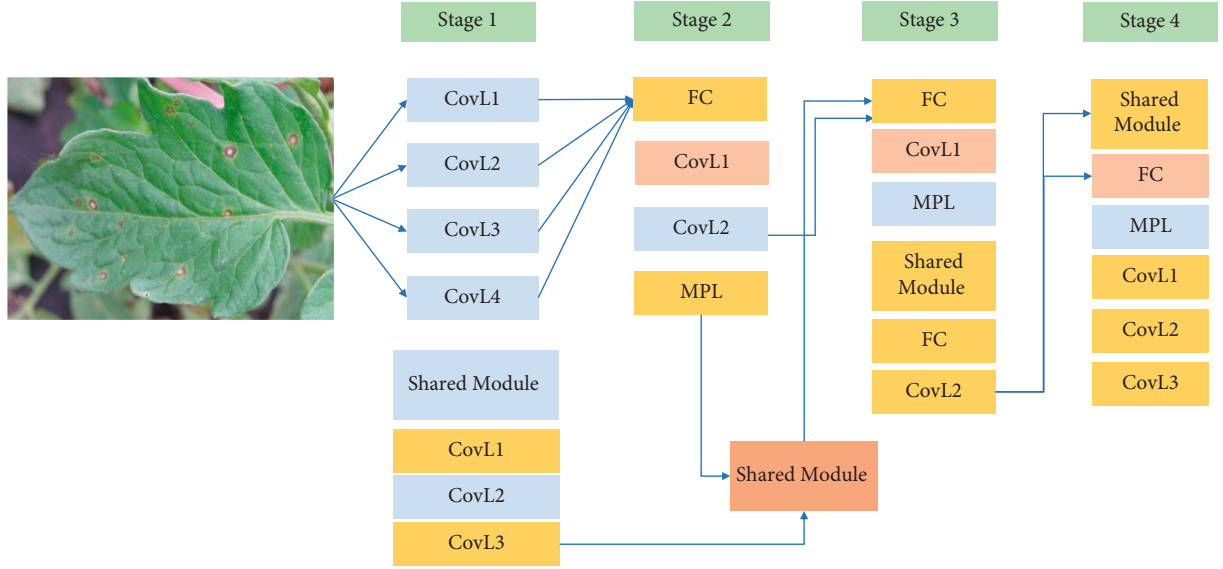 Stage 1
Stage 2
Stage 3
Stage 4
CovL1
CovL2
CovL3
CovL4
Shared Module
CovL1
CovL2
CovL3
FC
CovL1
CovL2
MPL
Shared Module
FC
CovL1
MPL
Shared
Module
FC
CovL2
Shared
Module
FC
MPL
CovL1
CovL2
CovL3